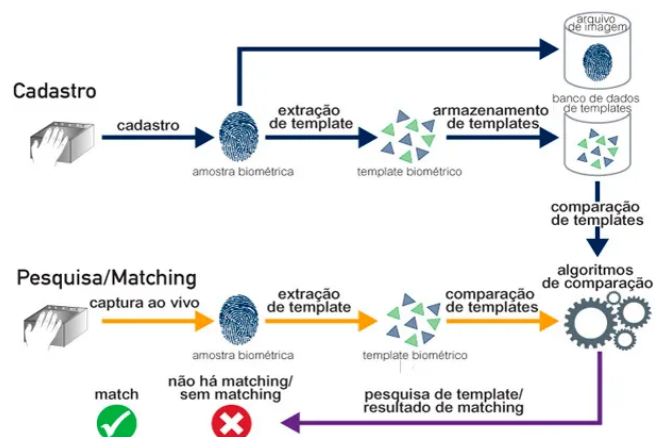 arquivo
de imagem
Cadastro
cadastro
extração
de template
armazenamento
de templates
banco de dados
de templates
amostra biométrica
template biométrico
comparação
de templates
Pesquisa/Matching
captura ao vivo
extração
de template
comparação
de templates
algoritmos
de comparação
amostra biométrica
template biométrico
match
não há matching/
sem matching
pesquisa de template/
resultado de matching